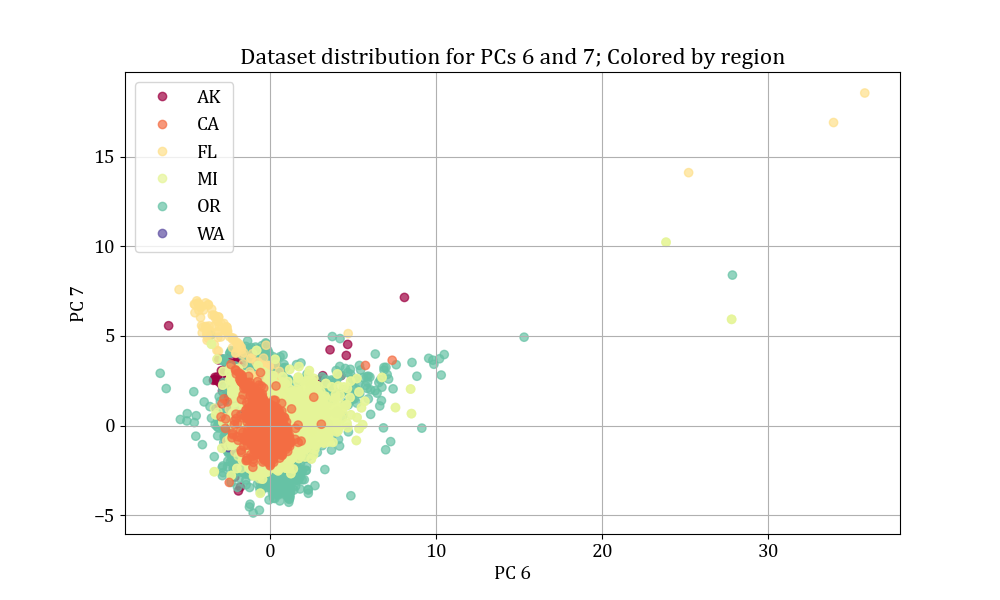 Dataset distribution for PCs 6 and 7; Colored by region
AK
CA
FL
MI
OR
WA
15
10
5
0
−5
PC 7
0 10 20 30
PC 6